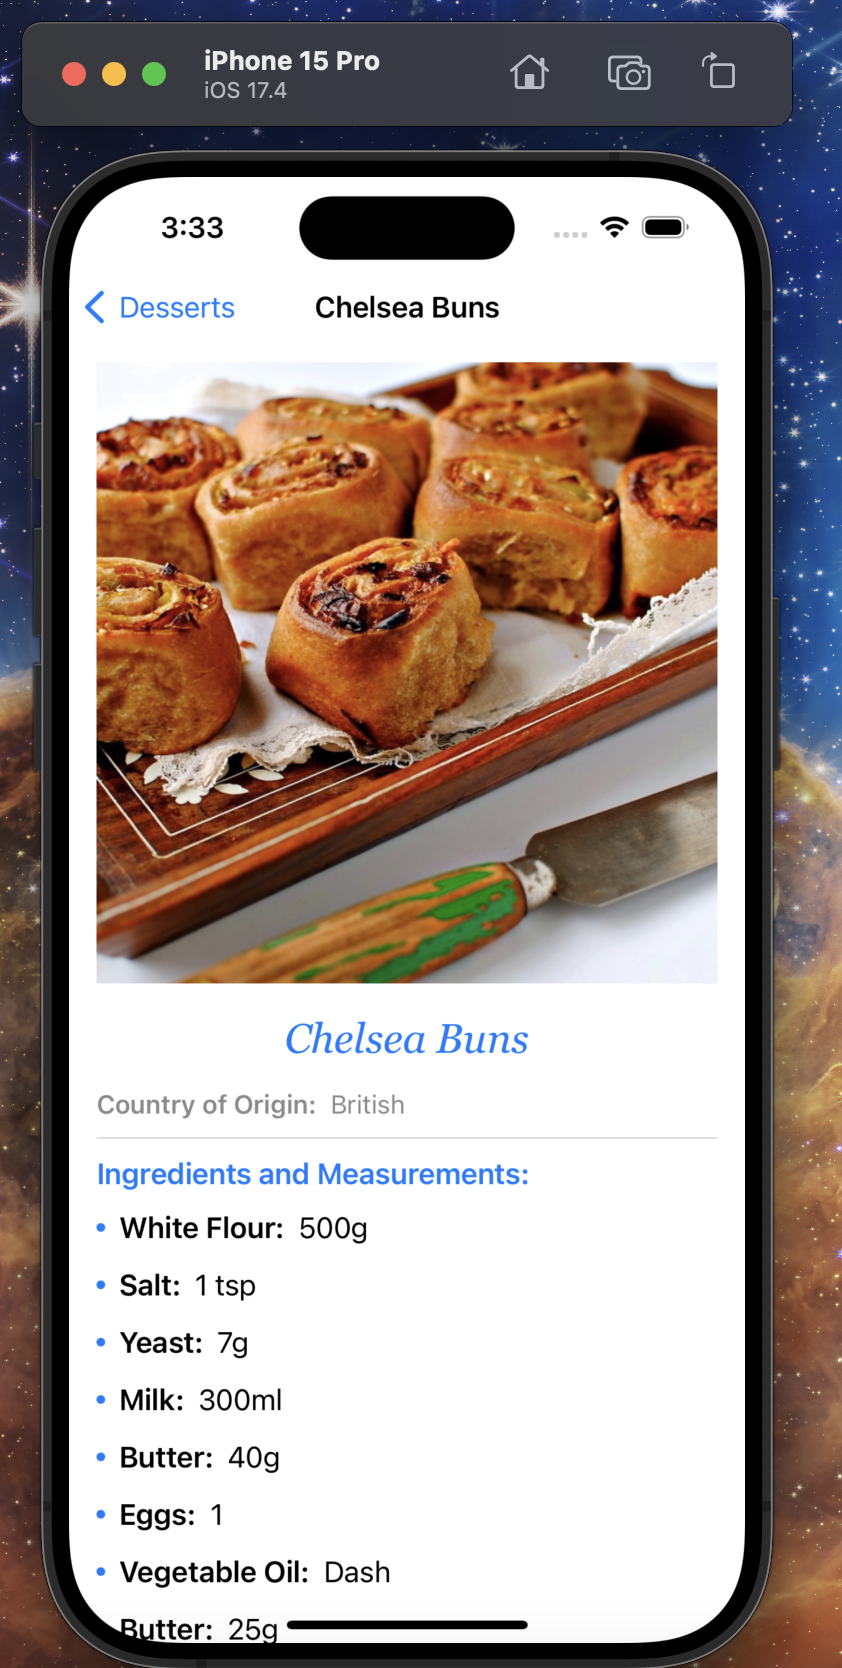 iPhone 15 Pro
iOS 17.4
3:33
Desserts
Chelsea Buns
Chelsea Buns
Country of Origin: British
Ingredients and Measurements:
• White Flour: 500g
• Salt: 1 tsp
• Yeast: 7g
• Milk: 300ml
• Butter: 40g
• Eggs: 1
• Vegetable Oil: Dash
Butter: 25g